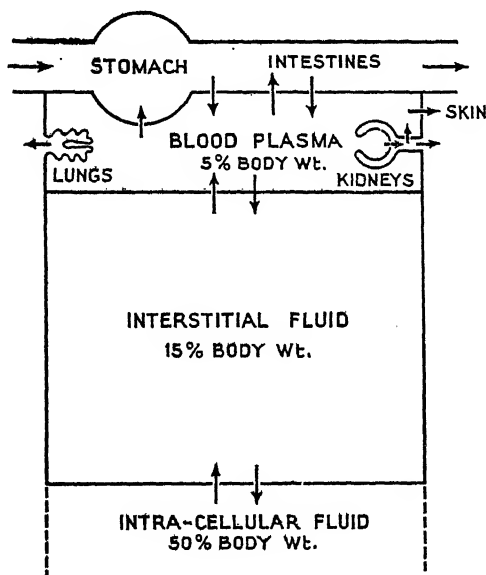 STOMACH
INTESTINES
SKIN
BLOOD PLASMA
5% BODY Wt.
LUNGS
KIDNEYS
INTERSTITIAL FLUID
15% BODY Wt.
INTRA-CELLULAR FLUID
50% BODY Wt.